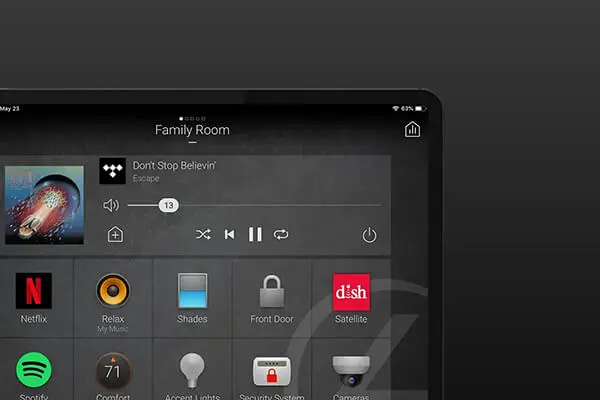 May 23
63%
Family Room
Don't Stop Believin'
Escape
13
N
Netflix
Relax
My Music
Shades
Front Door
dish
Satellite
Spotify
71
Comfort
Accent Lights
Security System
Cameras